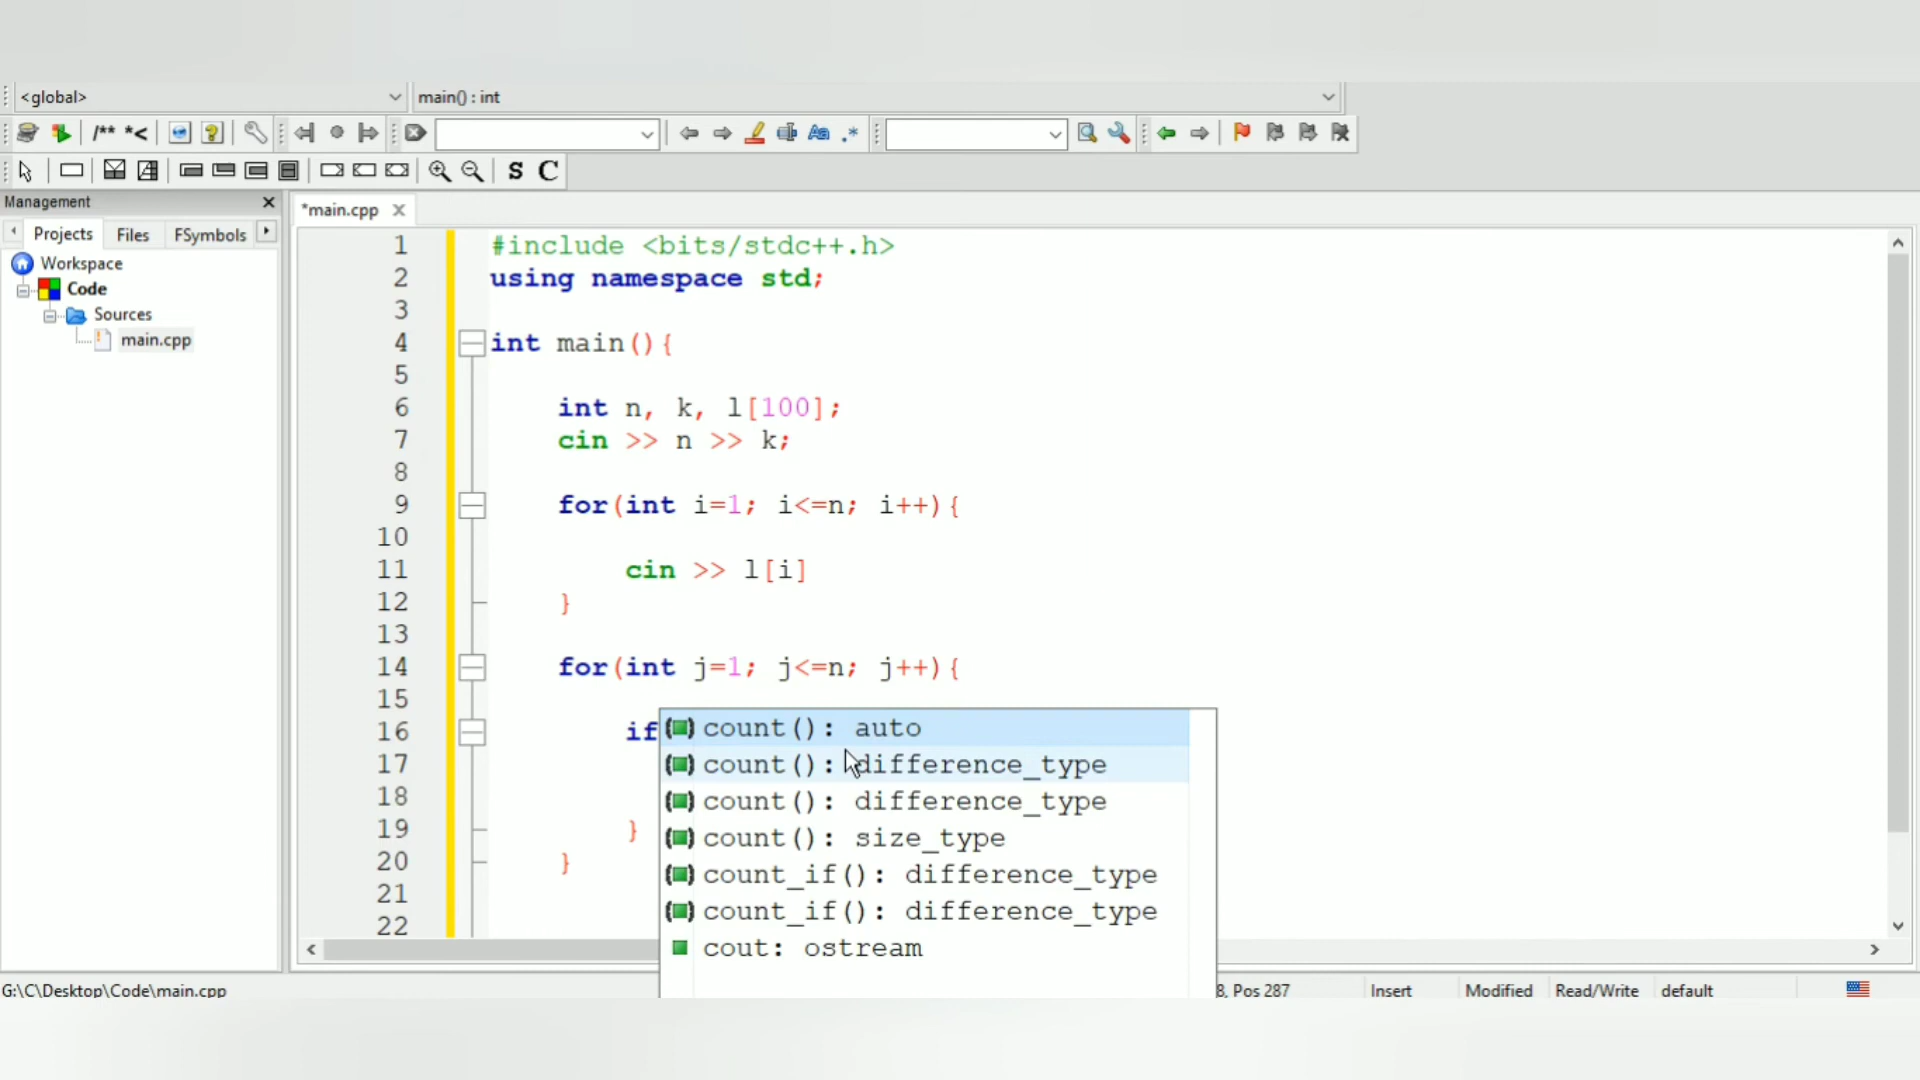 <global> main() : int
/** *<
Aa .*
S C
Management
Projects Files FSymbols
Workspace
Code
Sources
main.cpp
*main.cpp
1 #include <bits/stdc++.h>
2 using namespace std;
3
4 int main(){
5
6 int n, k, l[100];
7 cin >> n >> k;
8
9 for(int i=1; i<=n; i++){
10
11 cin >> l[i]
12 }
13
14 for(int j=1; j<=n; j++){
15
16 if
17
18
19 }
20 }
21
22
count(): auto
count(): difference_type
count(): difference_type
count(): size_type
count_if(): difference_type
count_if(): difference_type
cout: ostream
G:\C\Desktop\Code\main.cpp 8, Pos 287 Insert Modified Read/Write default